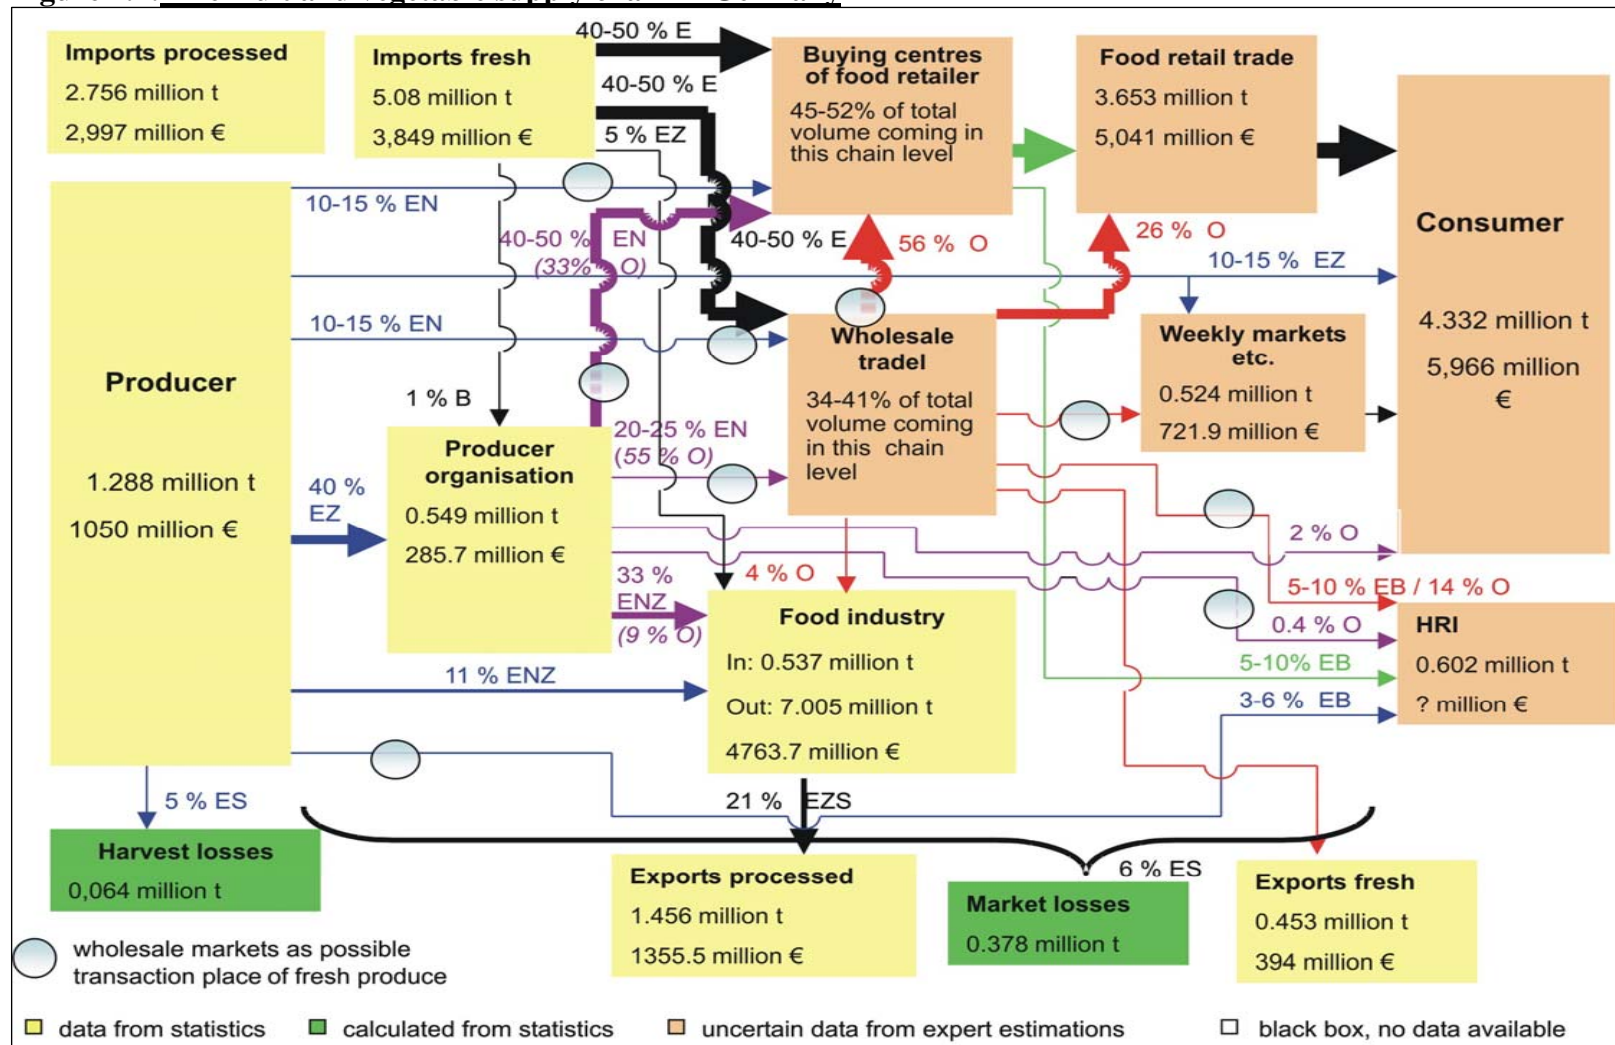 Imports processed
2.756 million t
2,997 million €
Imports fresh
5.08 million t
3,849 million €
40-50 % E
40-50 % E
5 % EZ
Buying centres
of food retailer
45-52% of total
volume coming in
this chain level
Food retail trade
3.653 million t
5,041 million €
Consumer
4.332 million t
5,966 million
€
10-15 % EN
40-50 % EN
(33% O)
40-50 % E
56 % O
26 % O
10-15 % EZ
10-15 % EN
Producer
1.288 million t
1050 million €
1 % B
Wholesale
tradel
34-41% of total
volume coming
in this chain
level
Weekly markets
etc.
0.524 million t
721.9 million €
20-25 % EN
(55 % O)
Producer
organisation
0.549 million t
285.7 million €
40 %
EZ
2 % O
33 %
ENZ
(9 % O)
4 % O
5-10 % EB / 14 % O
Food industry
In: 0.537 million t
Out: 7.005 million t
4763.7 million €
0.4 % O
HRI
0.602 million t
? million €
11 % ENZ
5-10% EB
3-6 % EB
5 % ES
21 % EZS
Harvest losses
0,064 million t
6 % ES
Exports processed
1.456 million t
1355.5 million €
Market losses
0.378 million t
Exports fresh
0.453 million t
394 million €
wholesale markets as possible
transaction place of fresh produce
data from statistics
calculated from statistics
uncertain data from expert estimations
black box, no data available